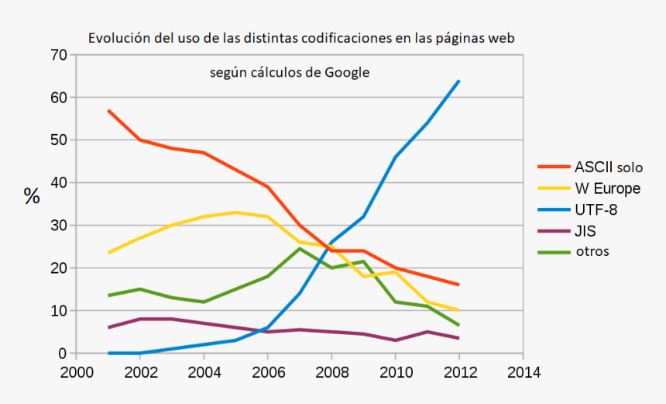 Evolución del uso de las distintas codificaciones en las páginas web
según cálculos de Google
70
60
50
40
30
20
10
0
%
2000 2002 2004 2006 2008 2010 2012 2014
ASCII solo
W Europe
UTF-8
JIS
otros